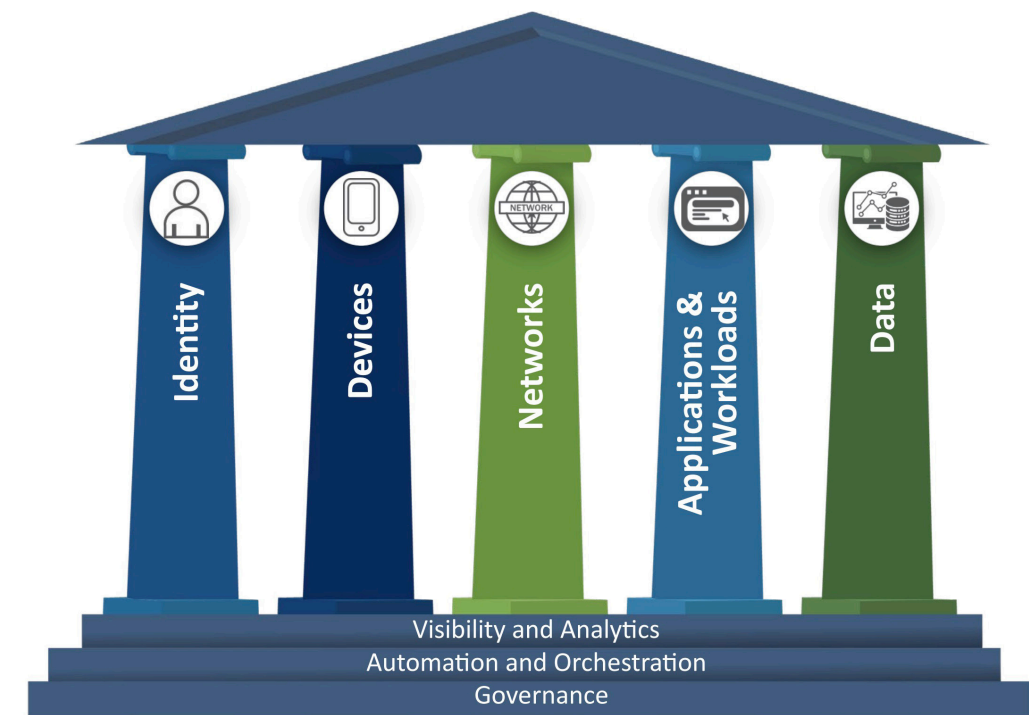 NETWORK
Identity
Devices
Networks
Applications &
Workloads
Data
Visibility and Analytics
Automation and Orchestration
Governance